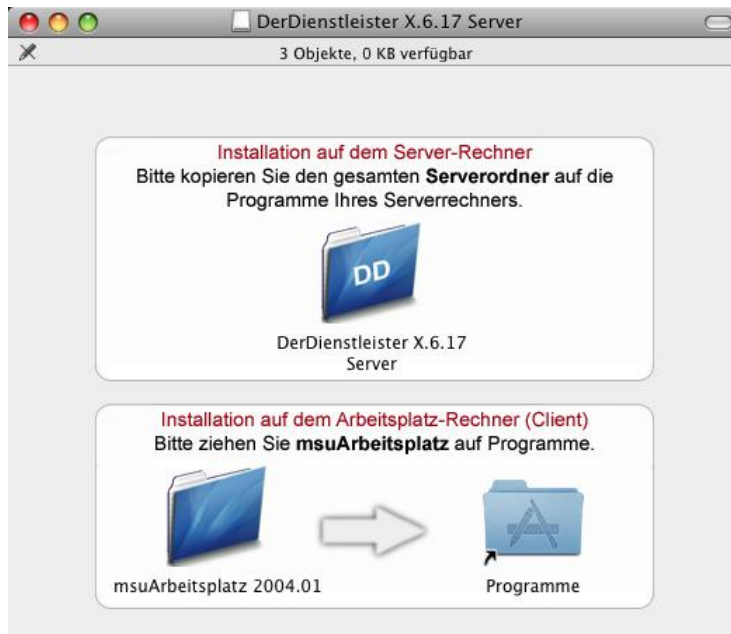 DerDienstleister X.6.17 Server
3 Objekte, 0 KB verfügbar
Installation auf dem Server-Rechner
Bitte kopieren Sie den gesamten Serverordner auf die
Programme Ihres Serverrechners.
DD
DerDienstleister X.6.17
Server
Installation auf dem Arbeitsplatz-Rechner (Client)
Bitte ziehen Sie msuArbeitsplatz auf Programme.
msuArbeitsplatz 2004.01
Programme